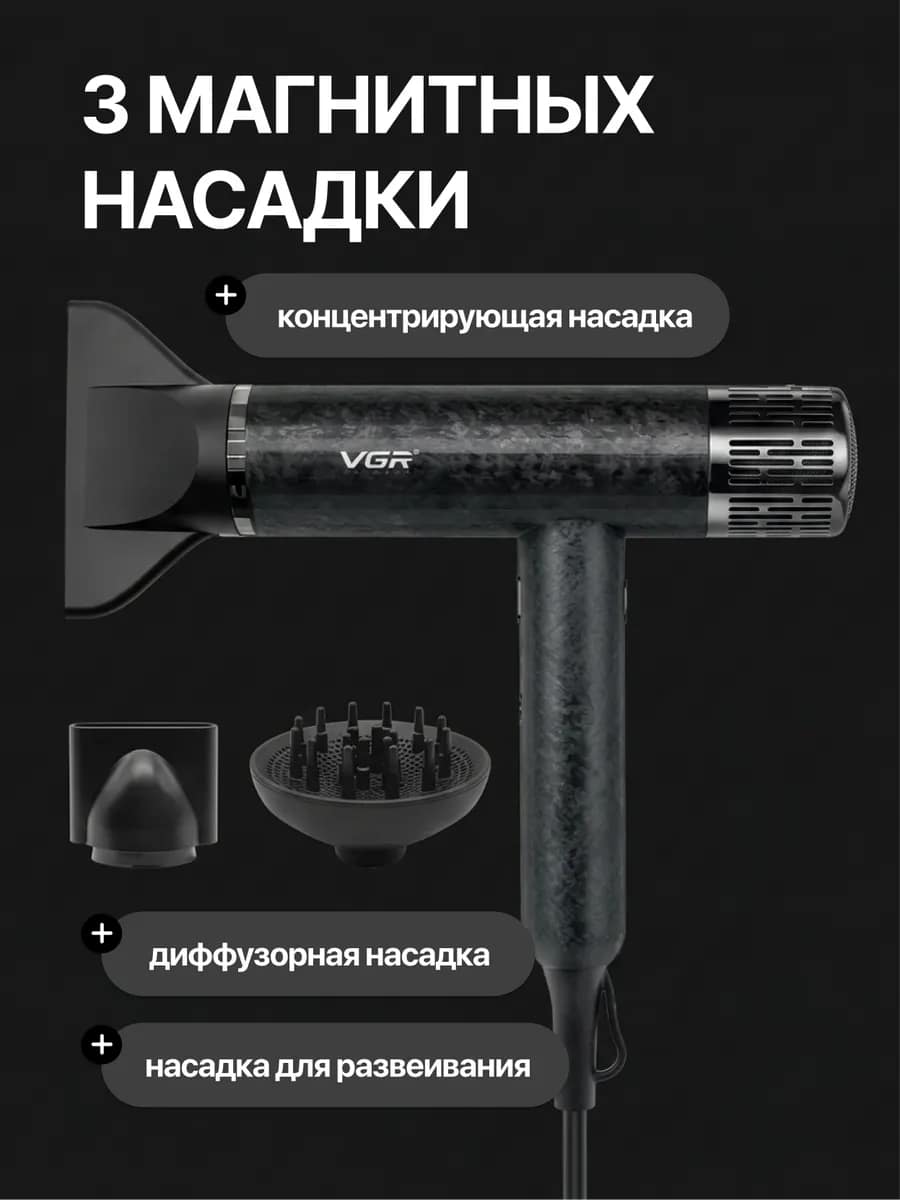 3 МАГНИТНЫХ
НАСАДКИ
концентрирующая насадка
VGR
диффузорная насадка
насадка для развеивания